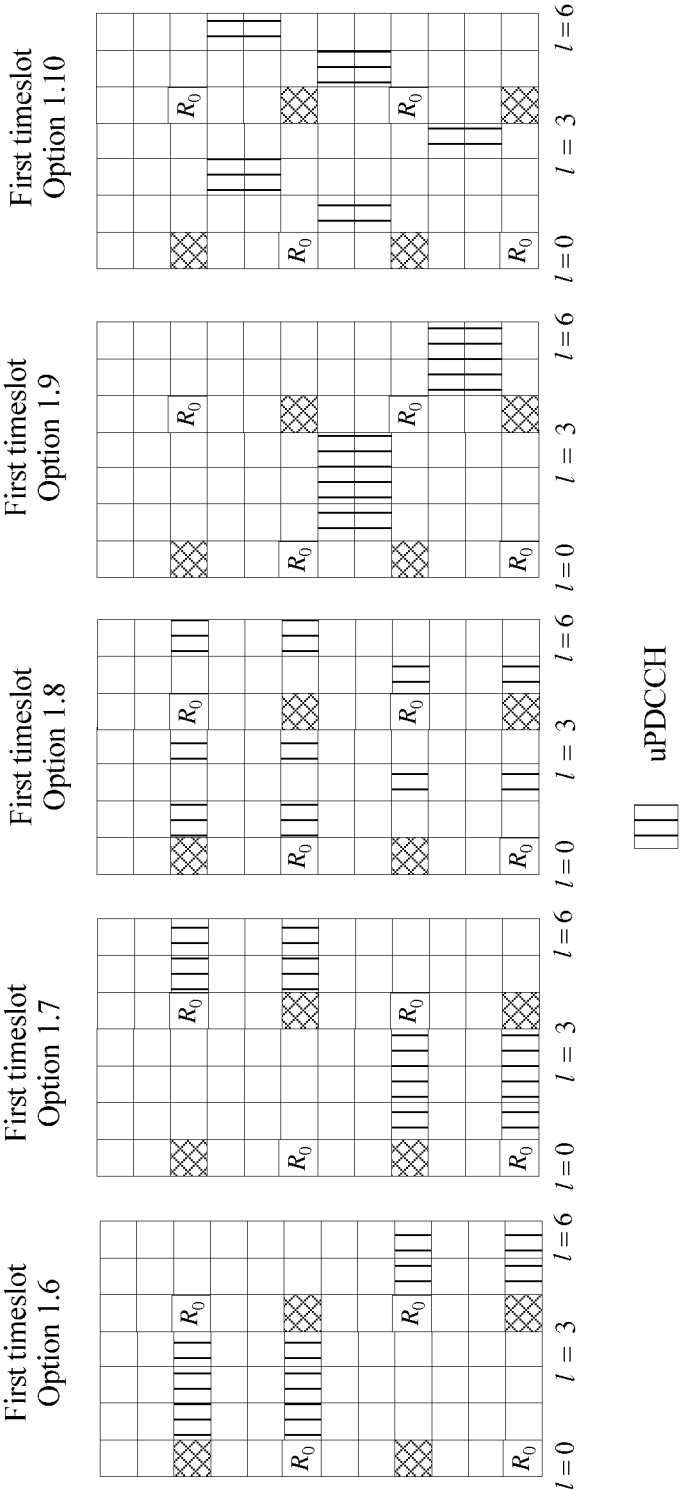 First timeslot
Option 1.6
R₀
R₀
R₀
R₀
l = 0 l = 3 l = 6
First timeslot
Option 1.7
R₀
R₀
R₀
R₀
l = 0 l = 3 l = 6
First timeslot
Option 1.8
R₀
R₀
R₀
R₀
l = 0 l = 3 l = 6
First timeslot
Option 1.9
R₀
R₀
R₀
R₀
l = 0 l = 3 l = 6
First timeslot
Option 1.10
R₀
R₀
R₀
R₀
l = 0 l = 3 l = 6
uPDCCH